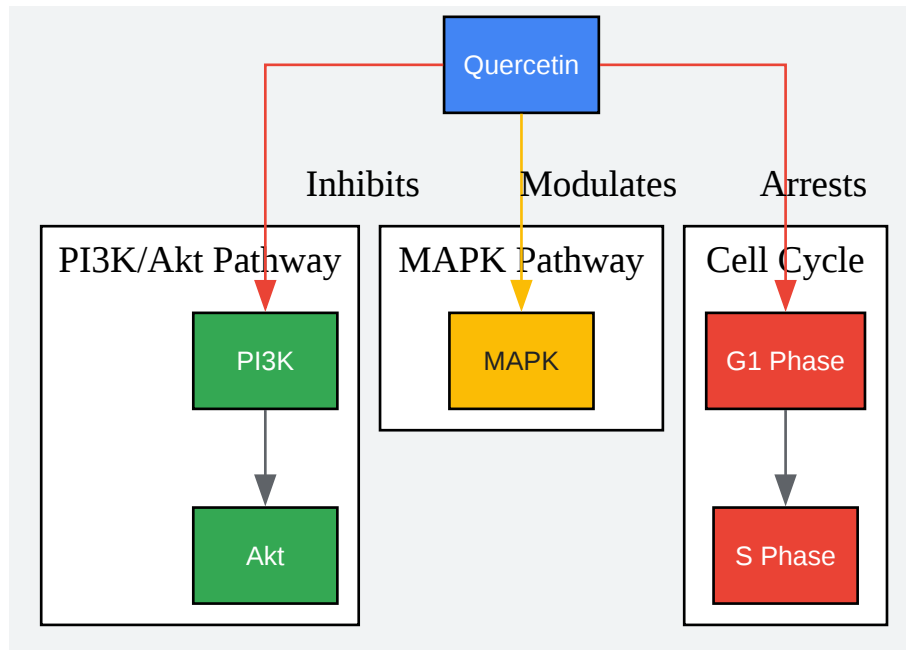 Quercetin
Inhibits
Modulates
Arrests
PI3K/Akt Pathway
MAPK Pathway
Cell Cycle
PI3K
MAPK
G1 Phase
Akt
S Phase